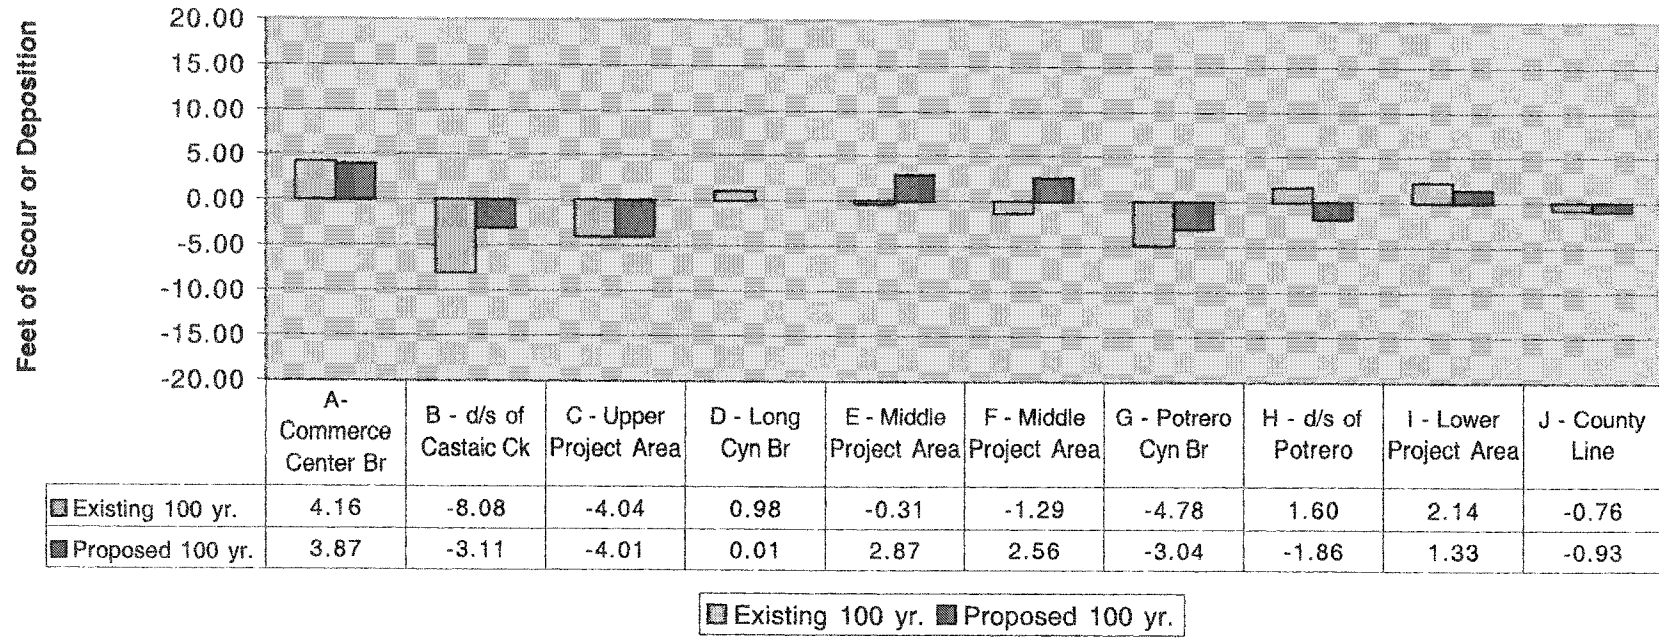 Feet of Scour or Deposition
20.00
15.00
10.00
5.00
0.00
-5.00
-10.00
-15.00
-20.00
A-
Commerce
Center Br
B - d/s of
Castaic Ck
C - Upper
Project Area
D - Long
Cyn Br
E - Middle
Project Area
F - Middle
Project Area
G - Potrero
Cyn Br
H - d/s of
Potrero
I - Lower
Project Area
J - County
Line
Existing 100 yr. 4.16 -8.08 -4.04 0.98 -0.31 -1.29 -4.78 1.60 2.14 -0.76
Proposed 100 yr. 3.87 -3.11 -4.01 0.01 2.87 2.56 -3.04 -1.86 1.33 -0.93
Existing 100 yr. Proposed 100 yr.